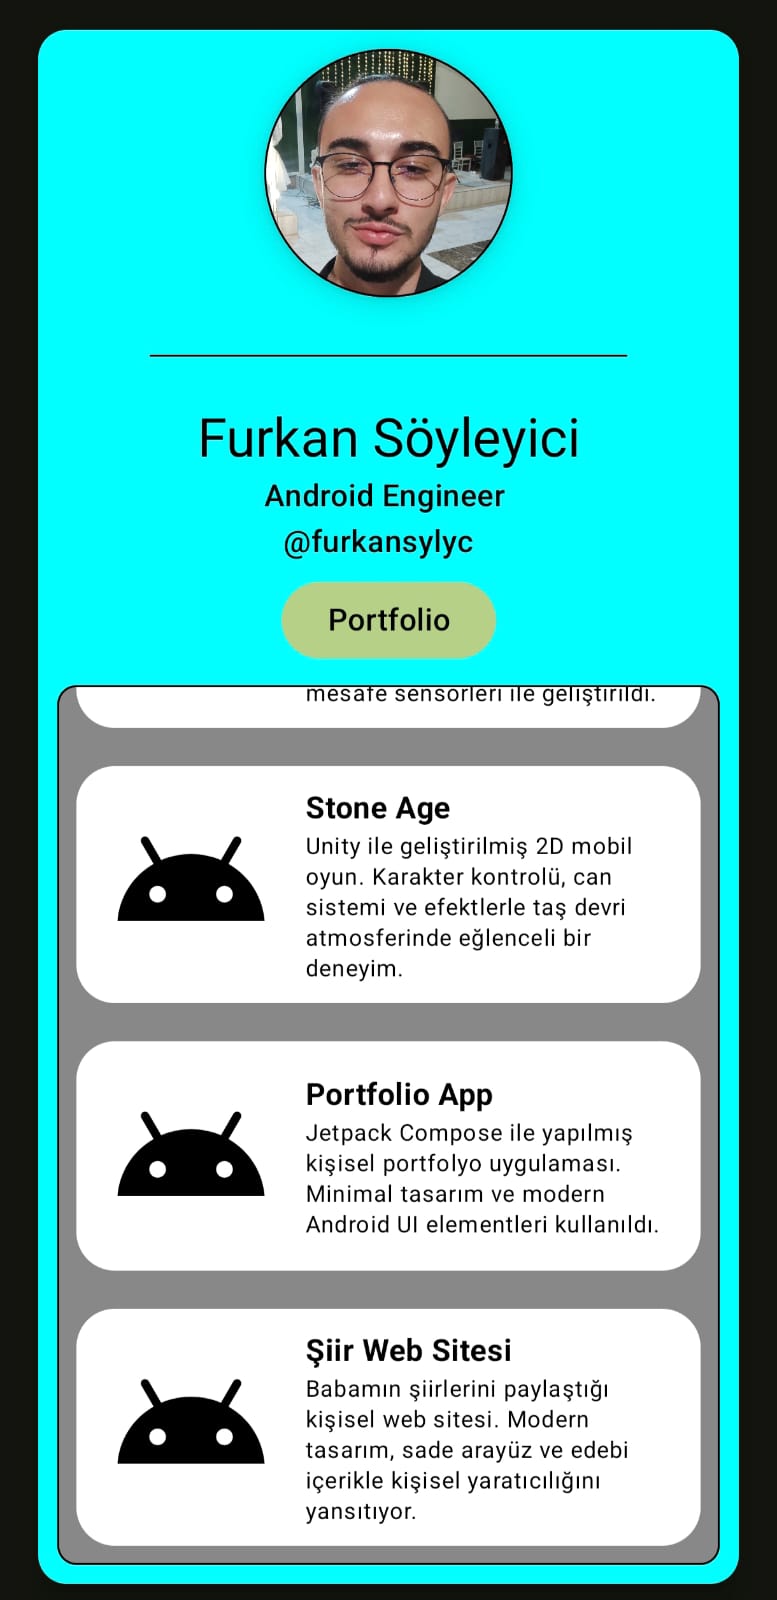 Furkan Söyleyici
Android Engineer
@furkansylyc
Portfolio
mesafe sensörleri ile geliştirildi.
Stone Age
Unity ile geliştirilmiş 2D mobil
oyun. Karakter kontrolü, can
sistemi ve efektlerle taş devri
atmosferinde eğlenceli bir
deneyim.
Portfolio App
Jetpack Compose ile yapılmış
kişisel portfolyo uygulaması.
Minimal tasarım ve modern
Android UI elementleri kullanıldı.
Şiir Web Sitesi
Babamın şiirlerini paylaştığı
kişisel web sitesi. Modern
tasarım, sade arayüz ve edebi
içerikle kişisel yaratıcılığını
yansıtıyor.